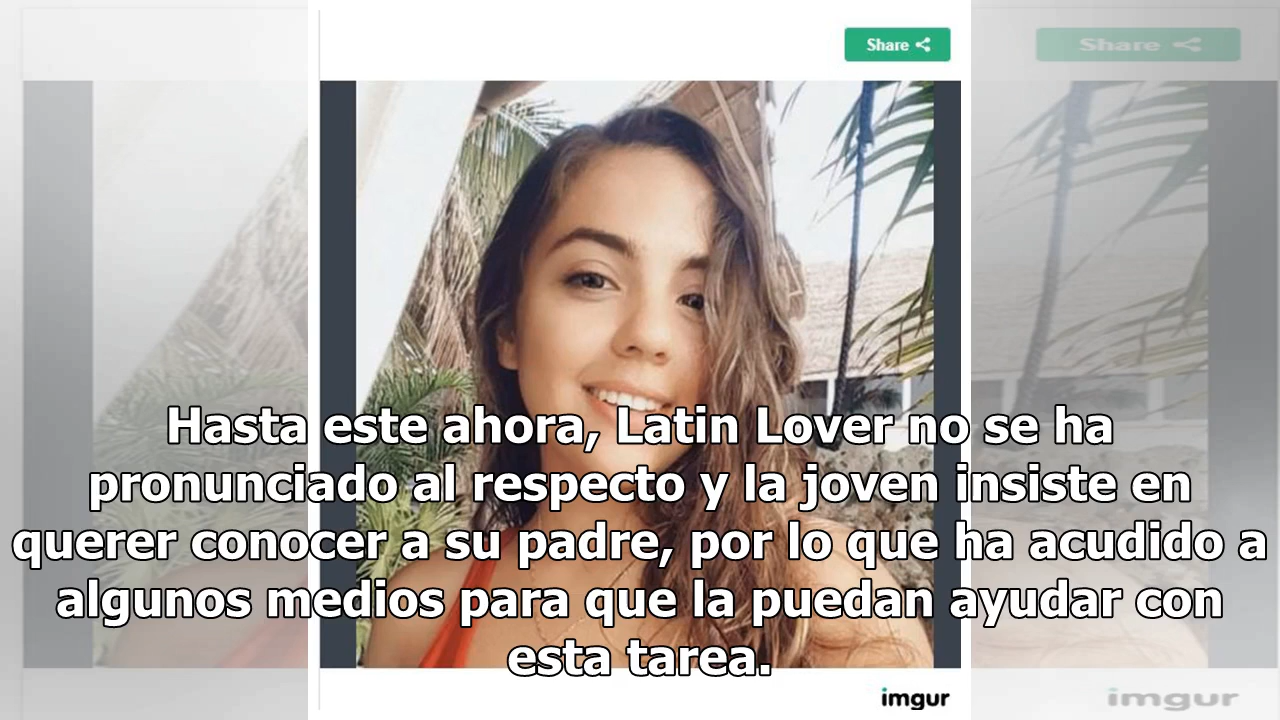 Share
Share
Hasta este ahora, Latin Lover no se ha
pronunciado al respecto y la joven insiste en
querer conocer a su padre, por lo que ha acudido a
algunos medios para que la puedan ayudar con
esta tarea.
imgur
imgur